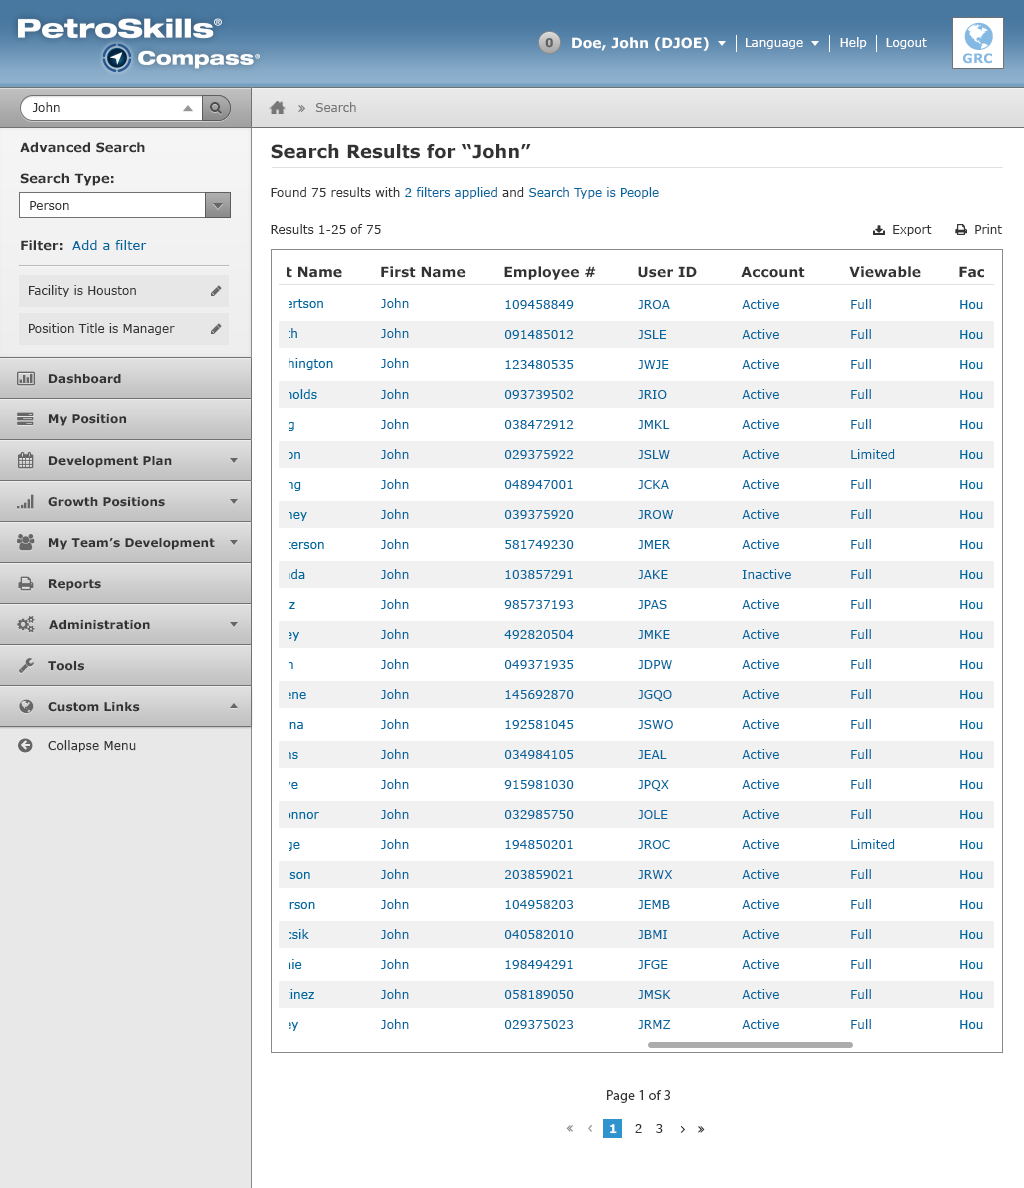 PetroSkills®
Compass®
0 Doe, John (DJOE) Language Help Logout
GRC
John
» Search
Advanced Search
Search Type:
Person
Filter: Add a filter
Facility is Houston
Position Title is Manager
Dashboard
My Position
Development Plan
Growth Positions
My Team's Development
Reports
Administration
Tools
Custom Links
Collapse Menu
Search Results for “John”
Found 75 results with 2 filters applied and Search Type is People
Results 1-25 of 75 Export Print
t Name First Name Employee # User ID Account Viewable Fac
ertson John 109458849 JROA Active Full Hou
th John 091485012 JSLE Active Full Hou
hington John 123480535 JWJE Active Full Hou
nolds John 093739502 JRIO Active Full Hou
g John 038472912 JMKL Active Full Hou
on John 029375922 JSLW Active Limited Hou
ng John 048947001 JCKA Active Full Hou
ney John 039375920 JROW Active Full Hou
terson John 581749230 JMER Active Full Hou
da John 103857291 JAKE Inactive Full Hou
z John 985737193 JPAS Active Full Hou
ey John 492820504 JMKE Active Full Hou
n John 049371935 JDPW Active Full Hou
ene John 145692870 JGQO Active Full Hou
na John 192581045 JSWO Active Full Hou
ns John 034984105 JEAL Active Full Hou
ve John 915981030 JPQX Active Full Hou
onnor John 032985750 JOLE Active Full Hou
ge John 194850201 JROC Active Limited Hou
son John 203859021 JRWX Active Full Hou
erson John 104958203 JEMB Active Full Hou
csik John 040582010 JBMI Active Full Hou
nie John 198494291 JFGE Active Full Hou
tinez John 058189050 JMSK Active Full Hou
ey John 029375023 JRMZ Active Full Hou
Page 1 of 3
« ‹ 1 2 3 › »